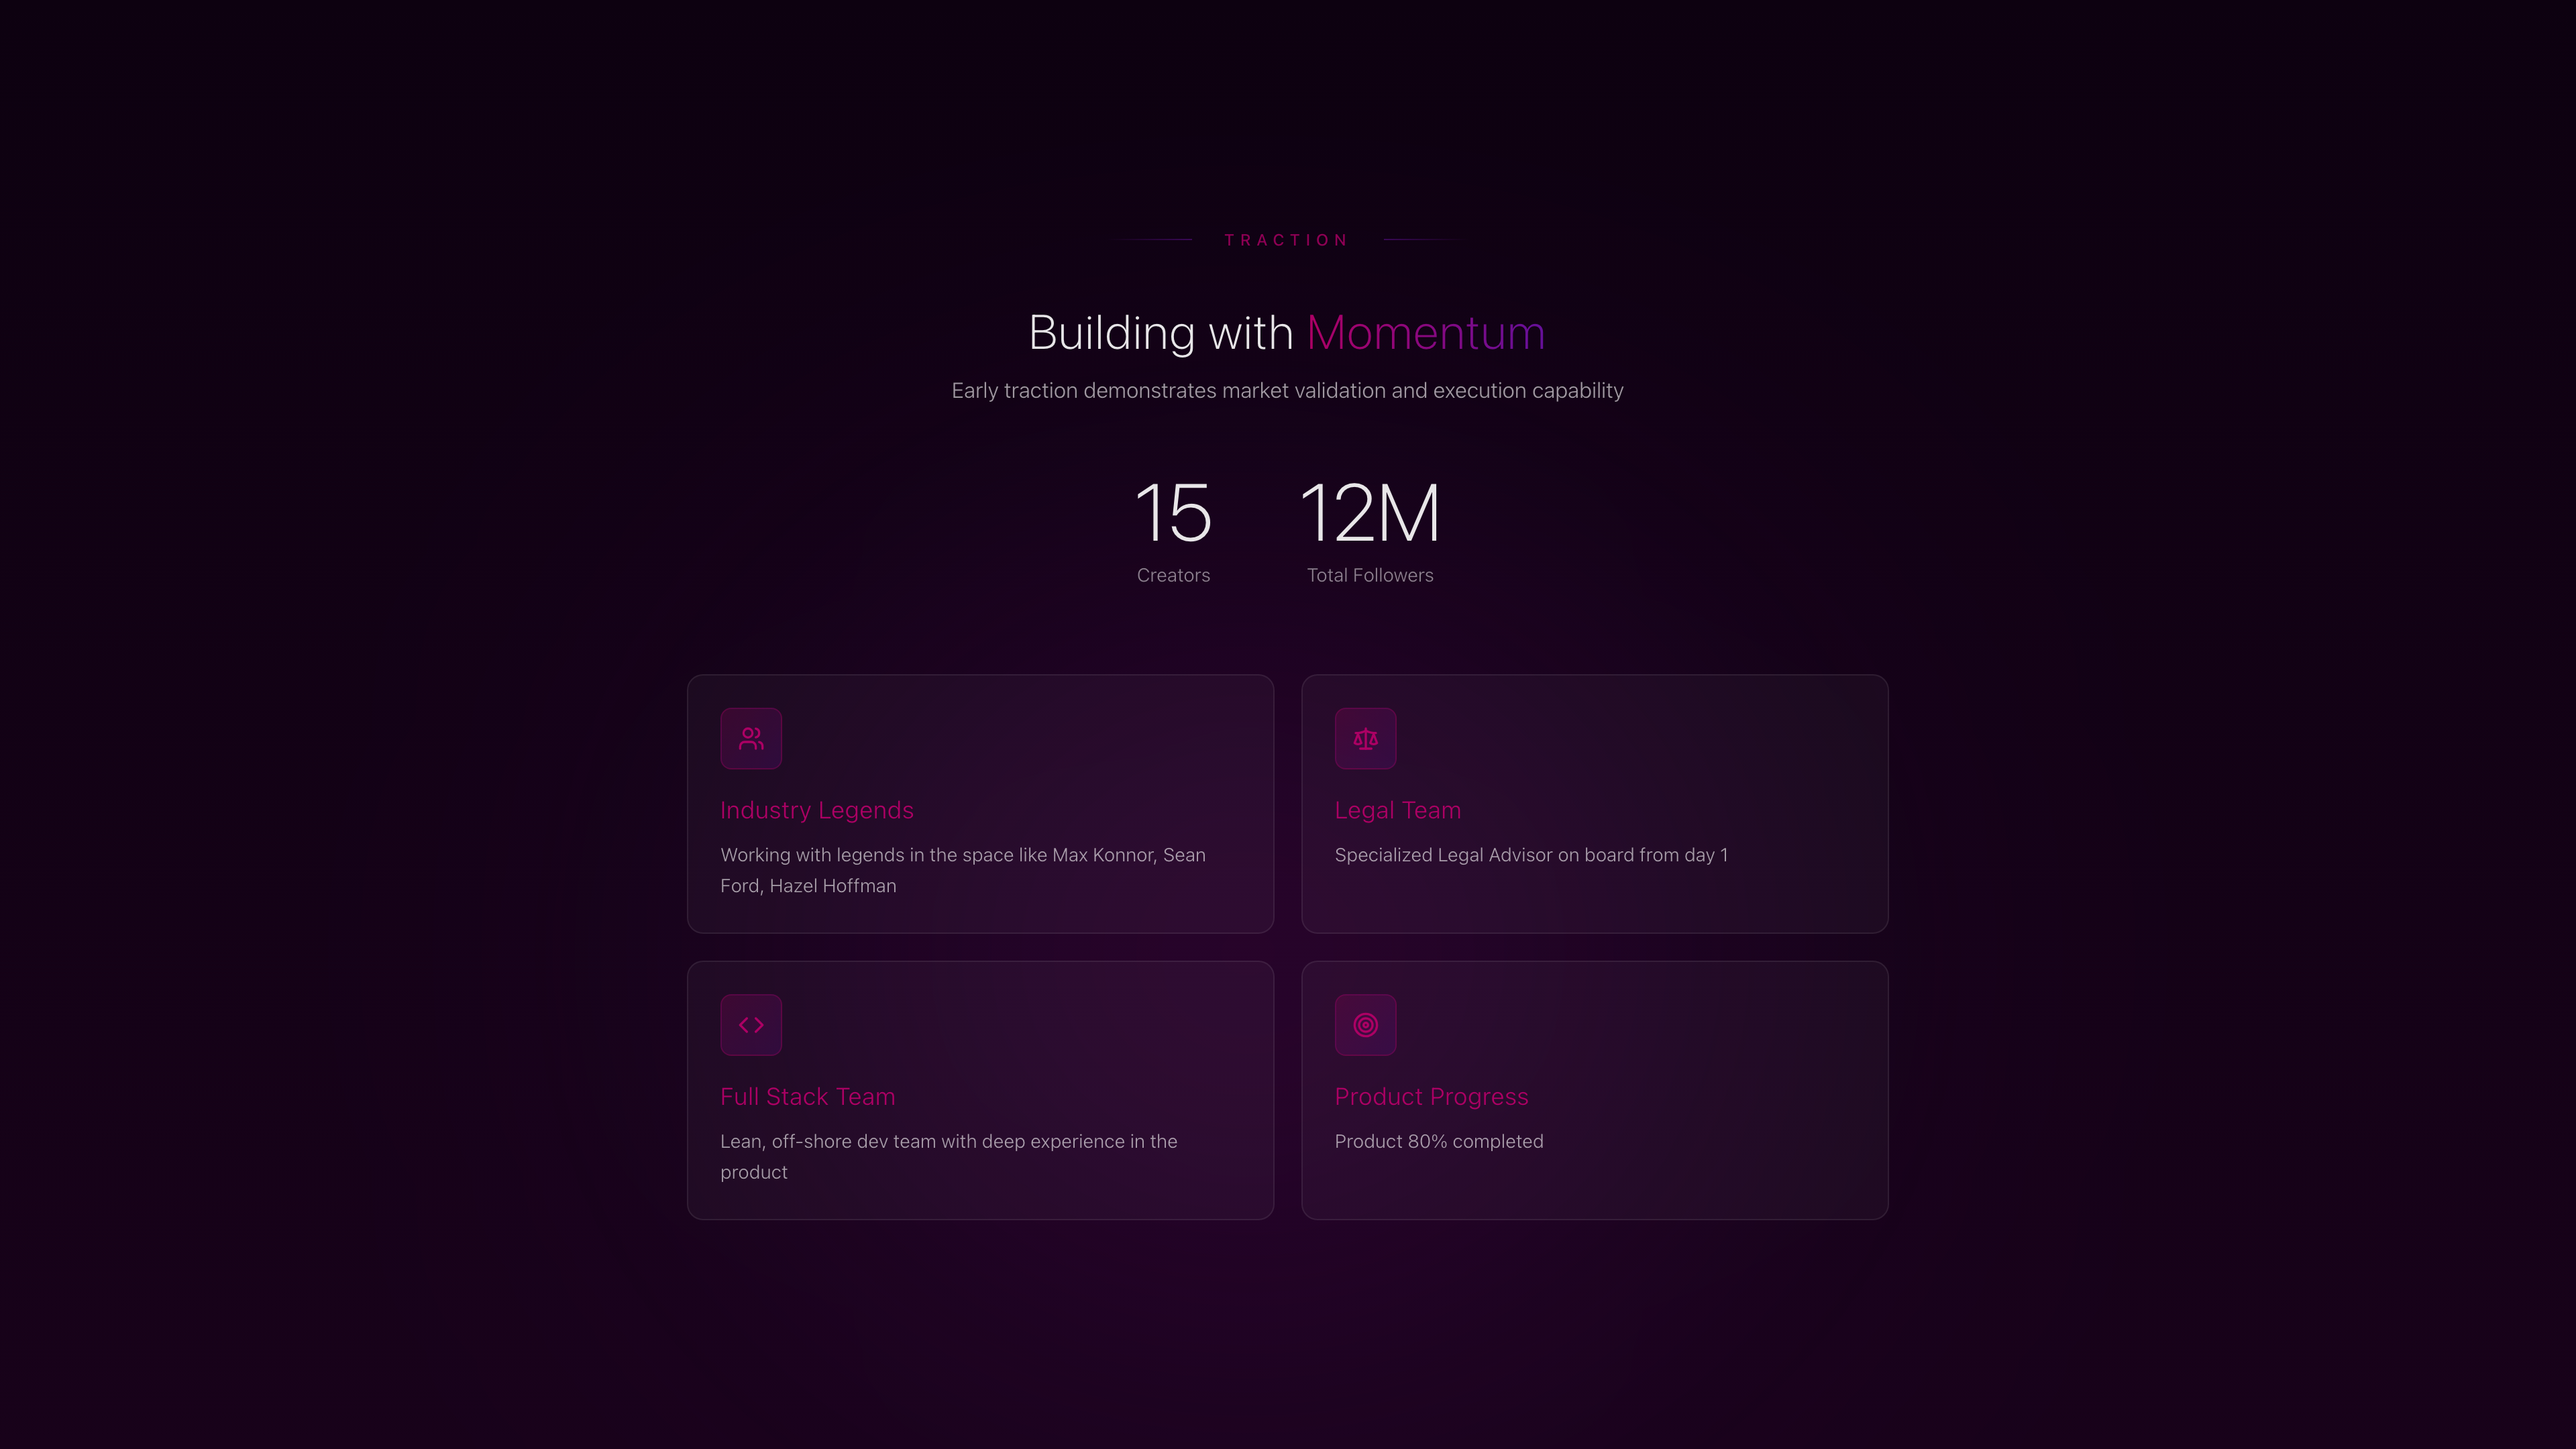 TRACTION
Building with Momentum
Early traction demonstrates market validation and execution capability
15
Creators
12M
Total Followers
Industry Legends
Working with legends in the space like Max Konnor, Sean
Ford, Hazel Hoffman
Legal Team
Specialized Legal Advisor on board from day 1
Full Stack Team
Lean, off-shore dev team with deep experience in the
product
Product Progress
Product 80% completed